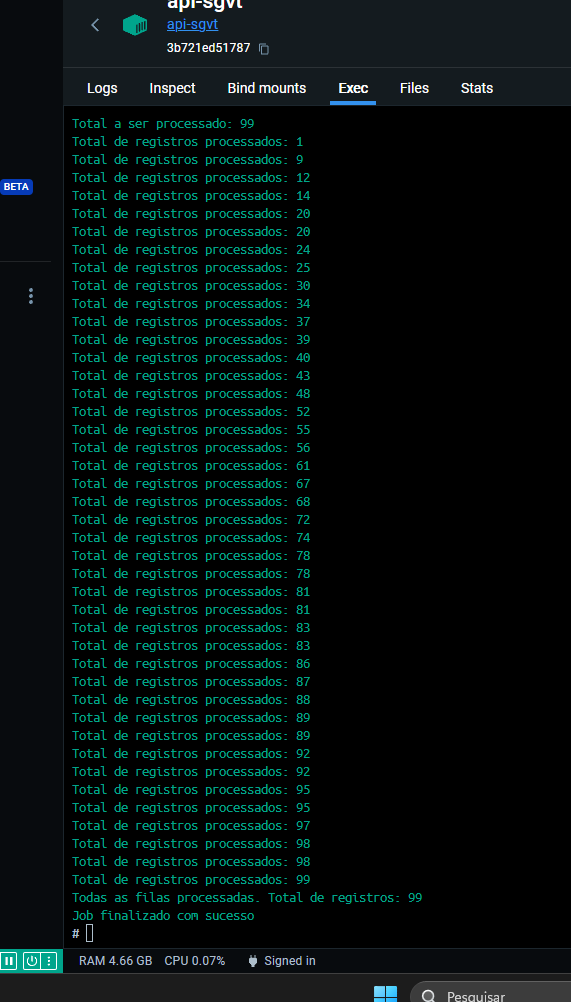 api-sgvt
api-sgvt
3b721ed51787
Logs Inspect Bind mounts Exec Files Stats
BETA
Total a ser processado: 99
Total de registros processados: 1
Total de registros processados: 9
Total de registros processados: 12
Total de registros processados: 14
Total de registros processados: 20
Total de registros processados: 20
Total de registros processados: 24
Total de registros processados: 25
Total de registros processados: 30
Total de registros processados: 34
Total de registros processados: 37
Total de registros processados: 39
Total de registros processados: 40
Total de registros processados: 43
Total de registros processados: 48
Total de registros processados: 52
Total de registros processados: 55
Total de registros processados: 56
Total de registros processados: 61
Total de registros processados: 67
Total de registros processados: 68
Total de registros processados: 72
Total de registros processados: 74
Total de registros processados: 78
Total de registros processados: 78
Total de registros processados: 81
Total de registros processados: 81
Total de registros processados: 83
Total de registros processados: 83
Total de registros processados: 86
Total de registros processados: 87
Total de registros processados: 88
Total de registros processados: 89
Total de registros processados: 89
Total de registros processados: 92
Total de registros processados: 92
Total de registros processados: 95
Total de registros processados: 95
Total de registros processados: 97
Total de registros processados: 98
Total de registros processados: 98
Total de registros processados: 99
Todas as filas processadas. Total de registros: 99
Job finalizado com sucesso
#
RAM 4.66 GB CPU 0.07% Signed in
Pesquisar